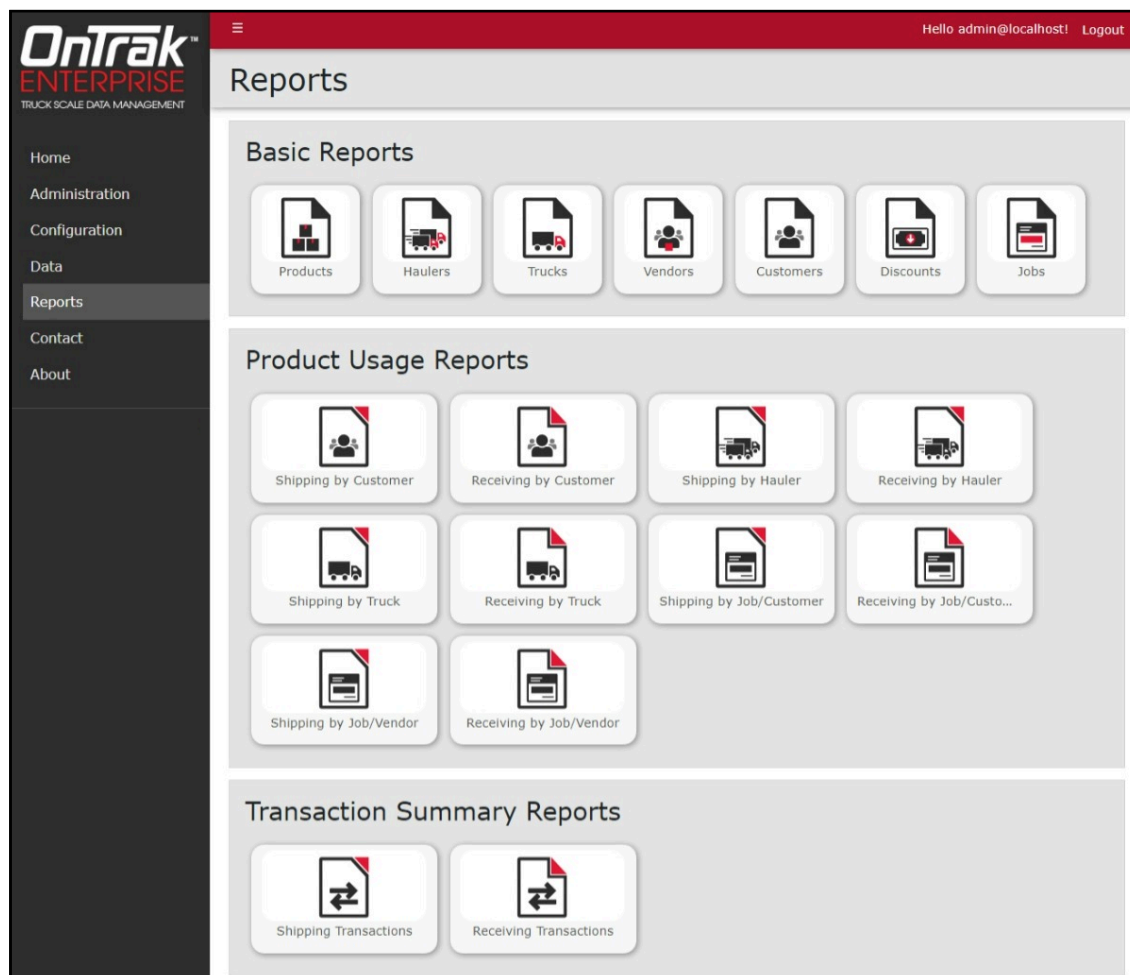 OnTrak™
ENTERPRISE
TRUCK SCALE DATA MANAGEMENT
Hello admin@localhost! Logout
Home
Administration
Configuration
Data
Reports
Contact
About
Reports
Basic Reports
Products Haulers Trucks Vendors Customers Discounts Jobs
Product Usage Reports
Shipping by Customer Receiving by Customer Shipping by Hauler Receiving by Hauler
Shipping by Truck Receiving by Truck Shipping by Job/Customer Receiving by Job/Custo...
Shipping by Job/Vendor Receiving by Job/Vendor
Transaction Summary Reports
Shipping Transactions Receiving Transactions